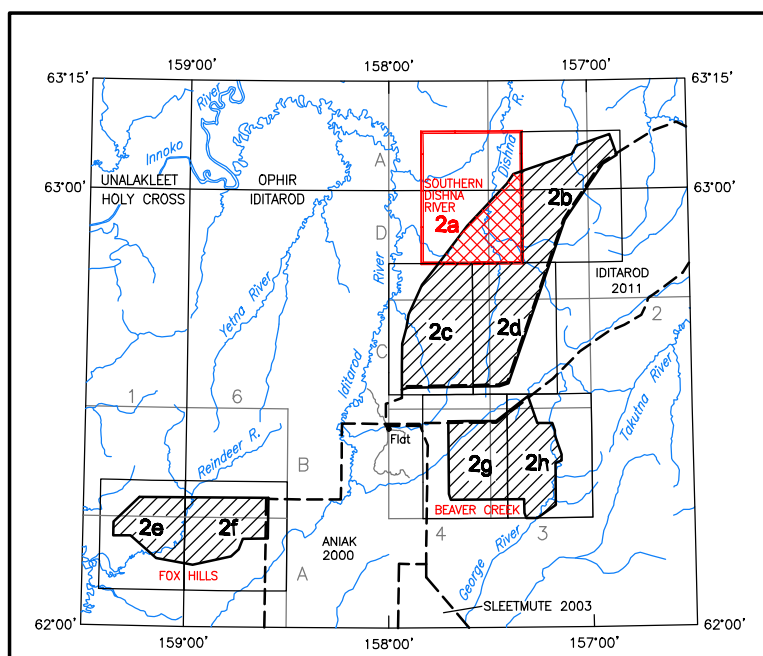 159°00'
158°00'
157°00'
63°15'
63°15'
River
Innoko
R.
Dishna
A
UNALAKLEET
OPHIR
HOLY CROSS
IDITAROD
63°00'
63°00'
SOUTHERN
DISHNA
RIVER
2a
2b
D
River
IDITAROD
2011
Yetna River
2c
2d
2
C
Iditarod
Takutna River
1
6
Reindeer R.
Flat
B
2g
2h
BEAVER CREEK
2e
2f
4
3
ANIAK
2000
George River
FOX HILLS
A
SLEETMUTE 2003
62°00'
62°00'
159°00'
158°00'
157°00'